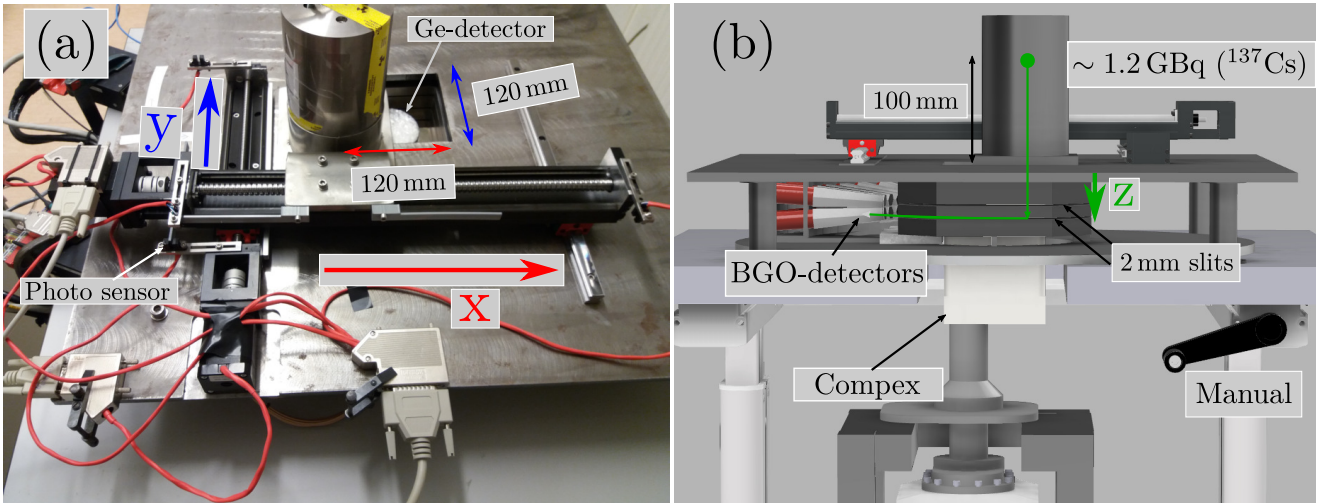 (a)
Ge-detector
120 mm
y
120 mm
Photo sensor
x
(b)
~ 1.2 GBq (¹³⁷Cs)
100 mm
z
BGO-detectors
2 mm slits
Compex
Manual